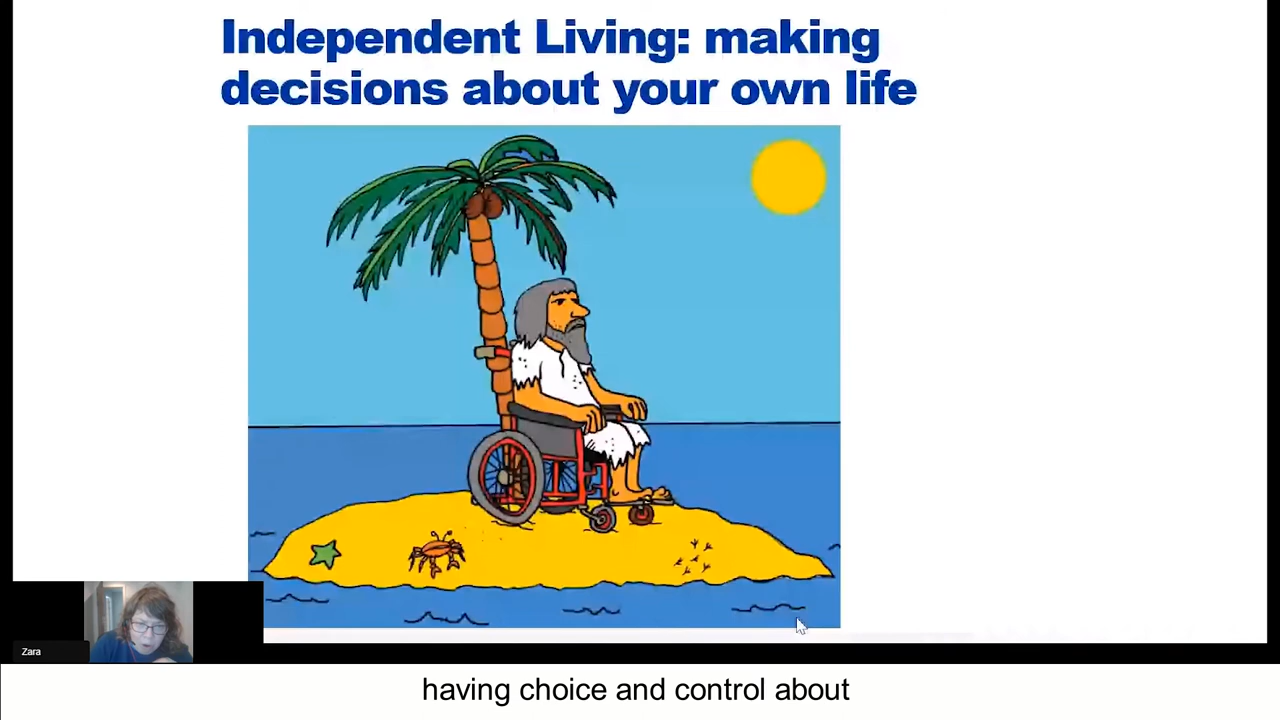 Independent Living: making
decisions about your own life
Zara
having choice and control about